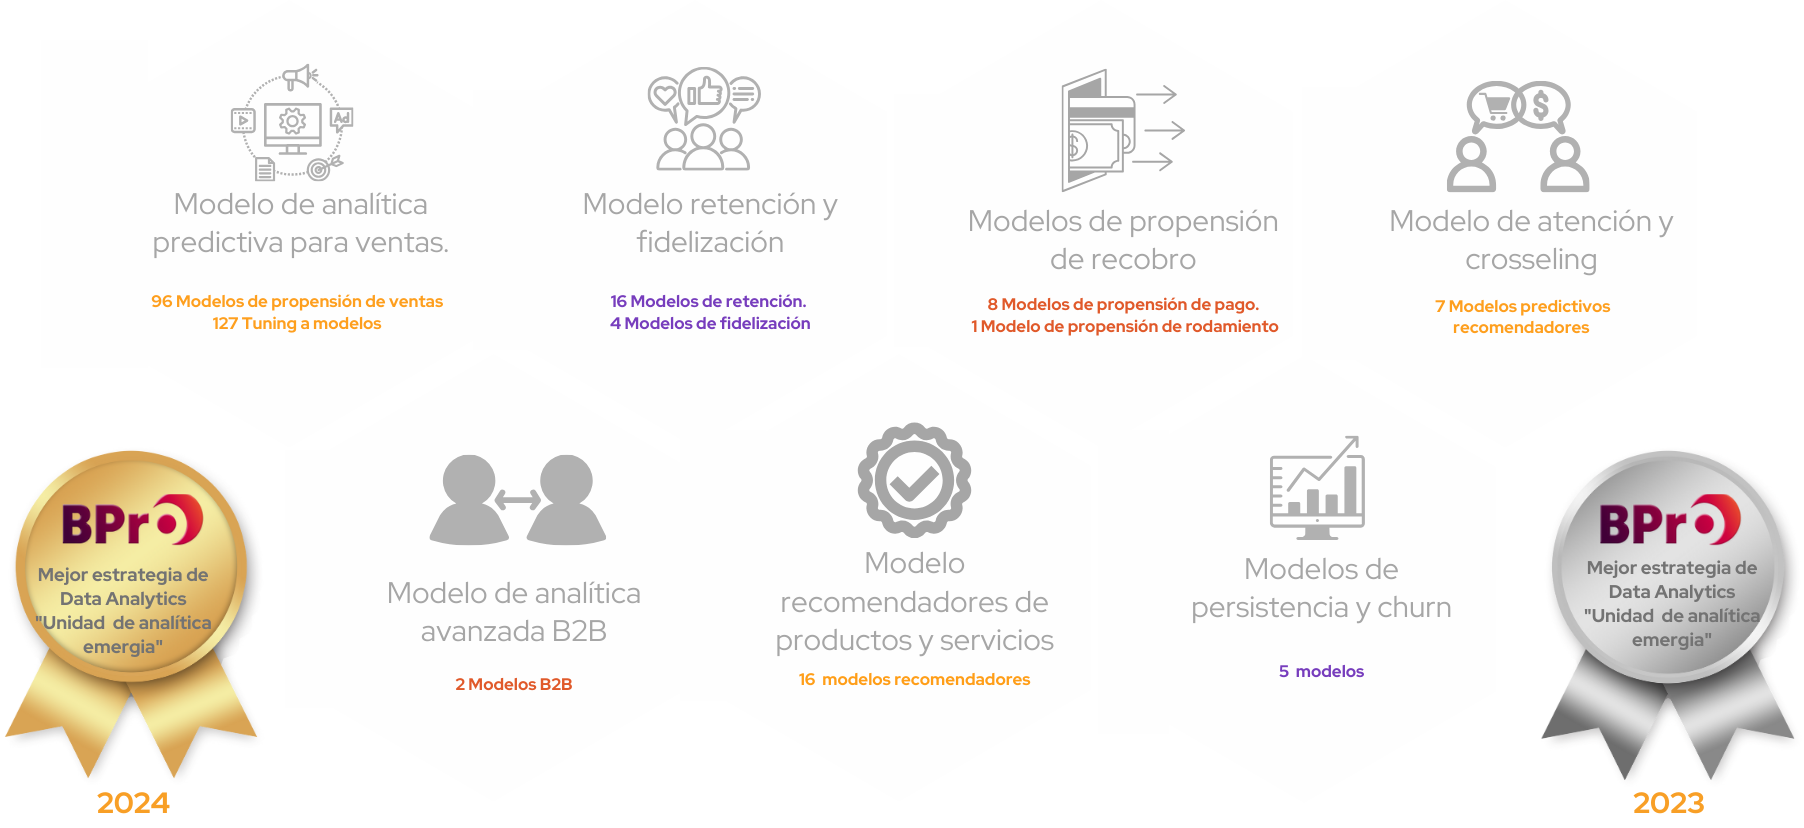 Ad
Modelo de analítica
predictiva para ventas.
96 Modelos de propensión de ventas
127 Tuning a modelos
Modelo retención y
fidelización
16 Modelos de retención.
4 Modelos de fidelización
$
Modelos de propensión
de recobro
8 Modelos de propensión de pago.
1 Modelo de propensión de rodamiento
$
Modelo de atención y
crosseling
7 Modelos predictivos
recomendadores
BPro
Mejor estrategia de
Data Analytics
"Unidad de analítica
emergia"
2024
Modelo de analítica
avanzada B2B
2 Modelos B2B
Modelo
recomendadores de
productos y servicios
16 modelos recomendadores
Modelos de
persistencia y churn
5 modelos
BPro
Mejor estrategia de
Data Analytics
"Unidad de analítica
emergia"
2023